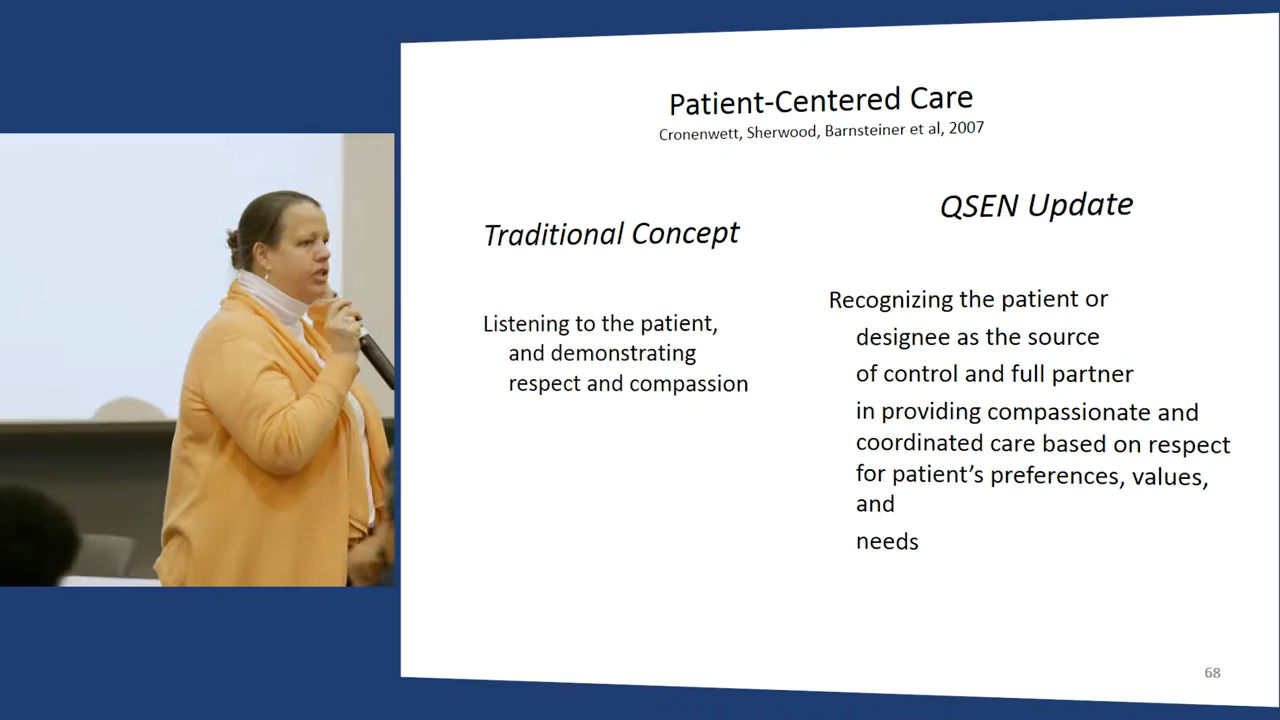 Patient-Centered Care
Cronenwett, Sherwood, Barnsteiner et al, 2007
Traditional Concept
Listening to the patient,
and demonstrating
respect and compassion
QSEN Update
Recognizing the patient or
designee as the source
of control and full partner
in providing compassionate and
coordinated care based on respect
for patient’s preferences, values,
and
needs
68